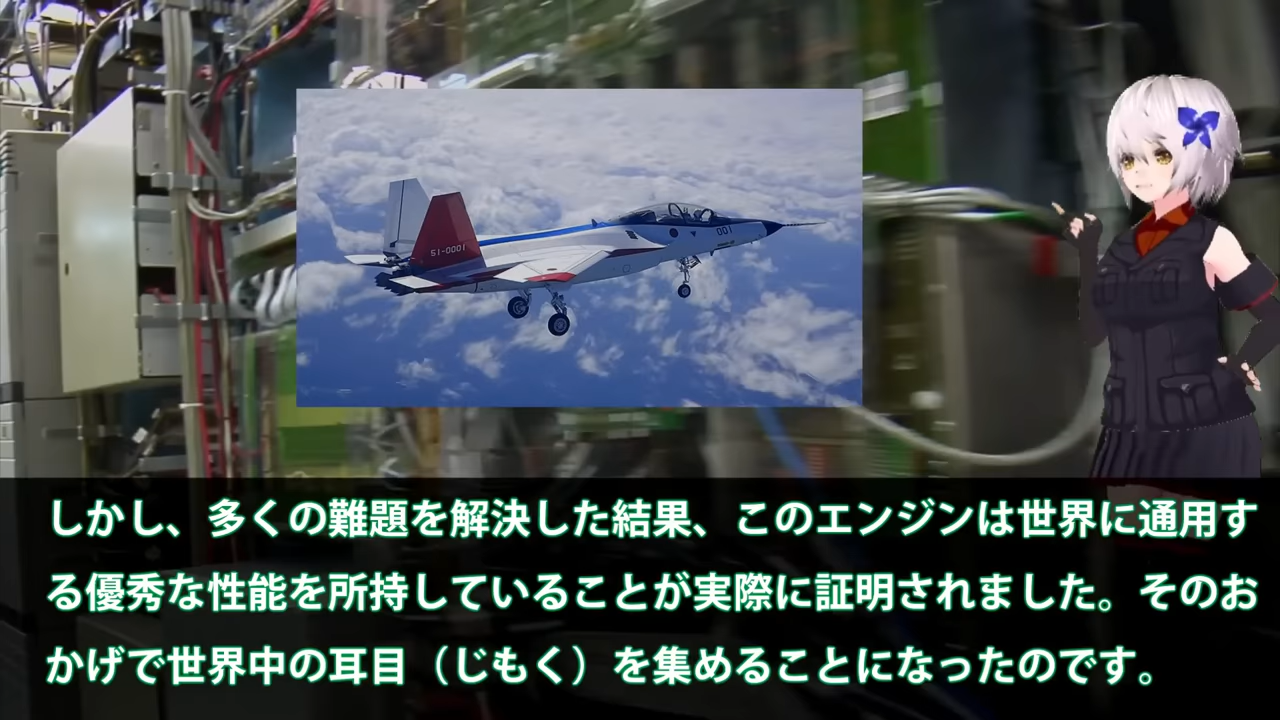 001
51-0001
しかし、多くの難題を解決した結果、このエンジンは世界に通用す
る優秀な性能を所持していることが実際に証明されました。そのお
かげで世界中の耳目（じもく）を集めることになったのです。